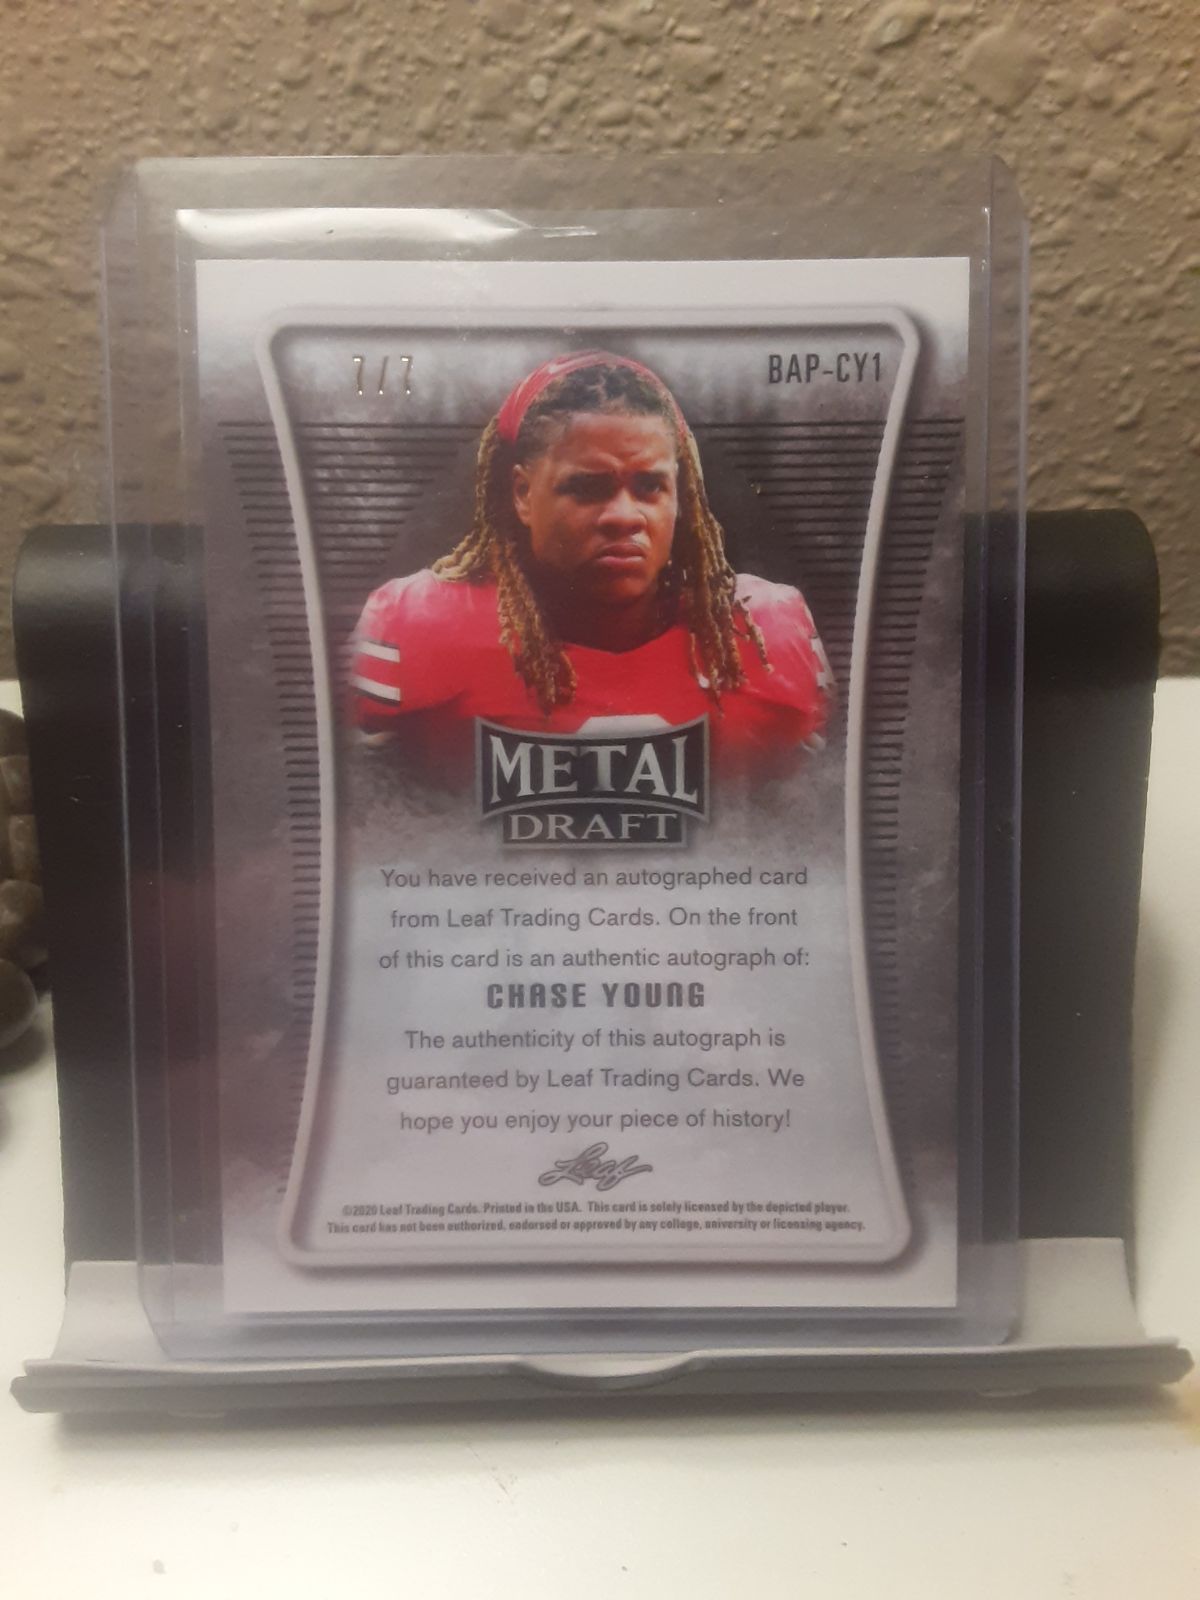 7/7
BAP-CY1
METAL
DRAFT
You have received an autographed card
from Leaf Trading Cards. On the front
of this card is an authentic autograph of:
CHASE YOUNG
The authenticity of this autograph is
guaranteed by Leaf Trading Cards. We
hope you enjoy your piece of history!
Leaf
©2020 Leaf Trading Cards. Printed in the USA. This card is solely licensed by the depicted player.
This card has not been authorized, endorsed or approved by any college, university or licensing agency.